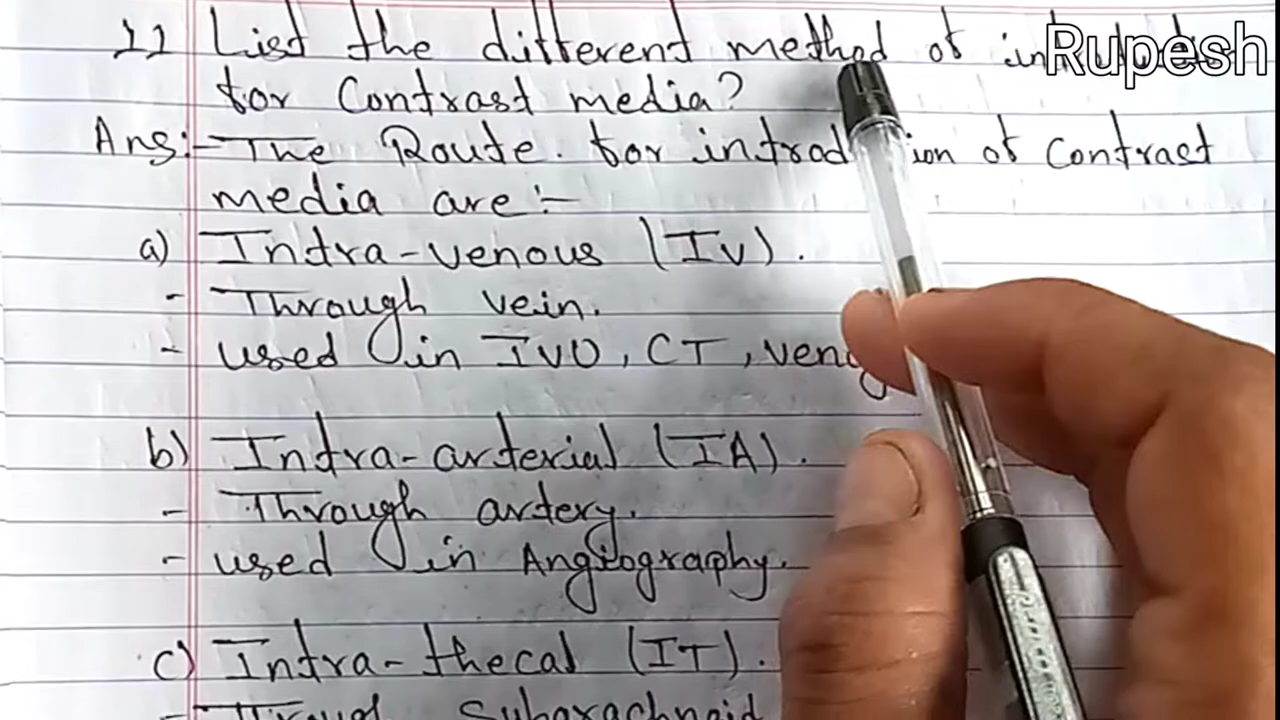 11 List the different method of
Rupesh
for Contrast media?
Ans:- The Route. for introd ion of Contrast
media are:-
a) Intra-venous (IV).
- Through vein.
- used in IVU, CT,
b) Intra-arterial (IA).
- Through artery.
- used in Angiography.
c) Intra-thecal (IT).
- Through Subarachnoid